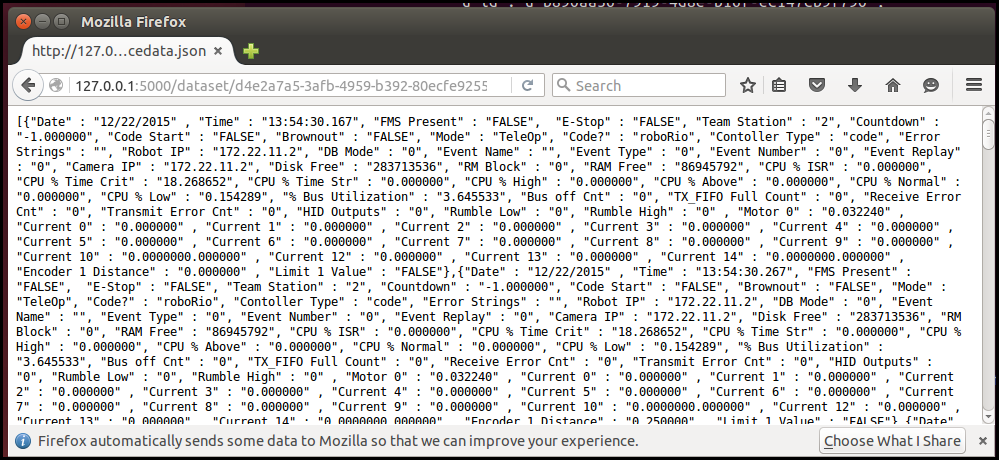 Mozilla Firefox
http://127.0...cedata.json
127.0.0.1:5000/dataset/d4e2a7a5-3afb-4959-b392-80ecfe9255
Search
[{"Date" : "12/22/2015" , "Time" : "13:54:30.167", "FMS Present" : "FALSE",  "E-Stop" : "FALSE", "Team Station" : "2", "Countdown" :
"-1.000000", "Code Start" : "FALSE", "Brownout" : "FALSE", "Mode" : "TeleOp", "Code?" : "roboRio", "Contoller Type" : "code", "Error
Strings" : "", "Robot IP" : "172.22.11.2", "DB Mode" : "0", "Event Name" : "", "Event Type" : "0", "Event Number" : "0", "Event Replay"
: "0", "Camera IP" : "172.22.11.2", "Disk Free" : "283713536", "RM Block" : "0", "RAM Free" : "86945792", "CPU % ISR" : "0.000000",
"CPU % Time Crit" : "18.268652", "CPU % Time Str" : "0.000000", "CPU % High" : "0.000000", "CPU % Above" : "0.000000", "CPU % Normal" :
"0.000000", "CPU % Low" : "0.154289", "% Bus Utilization" : "3.645533", "Bus off Cnt" : "0", "TX_FIFO Full Count" : "0", "Receive Error
Cnt" : "0", "Transmit Error Cnt" : "0", "HID Outputs" : "0", "Rumble Low" : "0", "Rumble High" : "0" , "Motor 0" : "0.032240" ,
"Current 0" : "0.000000" , "Current 1" : "0.000000" , "Current 2" : "0.000000" , "Current 3" : "0.000000" , "Current 4" : "0.000000" ,
"Current 5" : "0.000000" , "Current 6" : "0.000000" , "Current 7" : "0.000000" , "Current 8" : "0.000000" , "Current 9" : "0.000000" ,
"Current 10" : "0.0000000.000000" , "Current 12" : "0.000000" , "Current 13" : "0.000000" , "Current 14" : "0.0000000.000000" ,
"Encoder 1 Distance" : "0.000000" , "Limit 1 Value" : "FALSE"},{"Date" : "12/22/2015" , "Time" : "13:54:30.267", "FMS Present" :
"FALSE",  "E-Stop" : "FALSE", "Team Station" : "2", "Countdown" : "-1.000000", "Code Start" : "FALSE", "Brownout" : "FALSE", "Mode" :
"TeleOp", "Code?" : "roboRio", "Contoller Type" : "code", "Error Strings" : "", "Robot IP" : "172.22.11.2", "DB Mode" : "0", "Event
Name" : "", "Event Type" : "0", "Event Number" : "0", "Event Replay" : "0", "Camera IP" : "172.22.11.2", "Disk Free" : "283713536", "RM
Block" : "0", "RAM Free" : "86945792", "CPU % ISR" : "0.000000", "CPU % Time Crit" : "18.268652", "CPU % Time Str" : "0.000000", "CPU %
High" : "0.000000", "CPU % Above" : "0.000000", "CPU % Normal" : "0.000000", "CPU % Low" : "0.154289", "% Bus Utilization" :
"3.645533", "Bus off Cnt" : "0", "TX_FIFO Full Count" : "0", "Receive Error Cnt" : "0", "Transmit Error Cnt" : "0", "HID Outputs" :
"0", "Rumble Low" : "0", "Rumble High" : "0" , "Motor 0" : "0.032240" , "Current 0" : "0.000000" , "Current 1" : "0.000000" , "Current
2" : "0.000000" , "Current 3" : "0.000000" , "Current 4" : "0.000000" , "Current 5" : "0.000000" , "Current 6" : "0.000000" , "Current
7" : "0.000000" , "Current 8" : "0.000000" , "Current 9" : "0.000000" , "Current 10" : "0.0000000.000000" , "Current 12" : "0.000000" ,
"Current 13" : "0.000000" , "Current 14" : "0.0000000.000000" , "Encoder 1 Distance" : "0.250000" , "Limit 1 Value" : "FALSE"},{"Date"
Firefox automatically sends some data to Mozilla so that we can improve your experience.
Choose What I Share